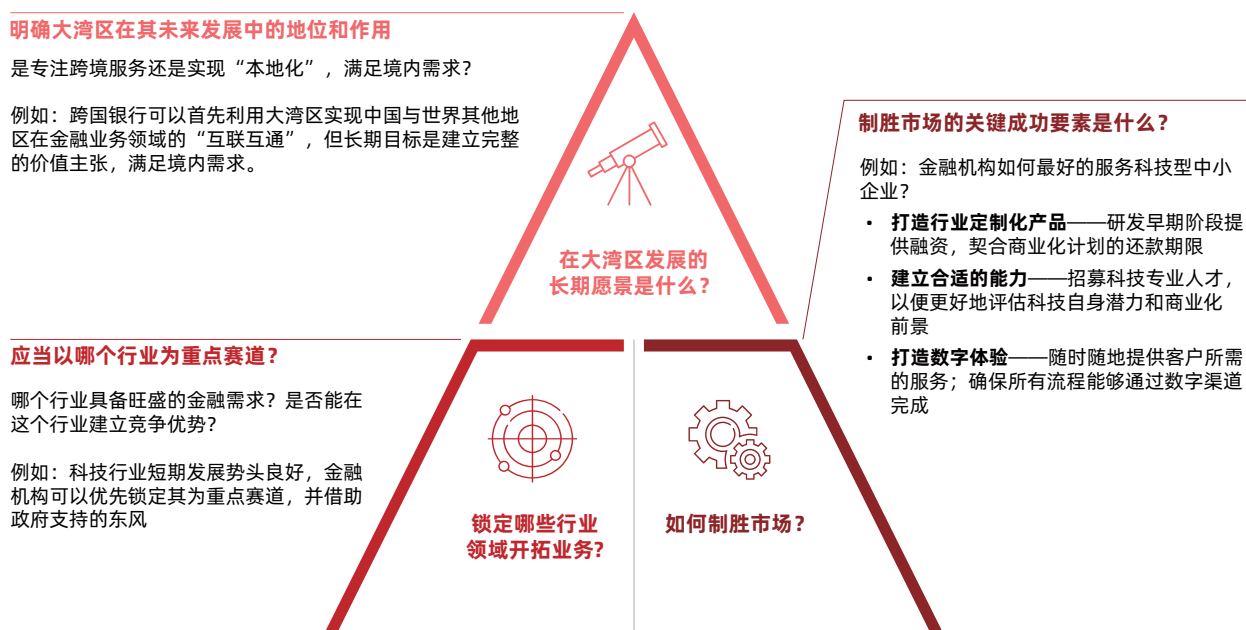 明确大湾区在其未来发展中的地位和作用
是专注跨境服务还是实现“本地化”，满足境内需求？
例如：跨国银行可以首先利用大湾区实现中国与世界其他地
区在金融业务领域的“互联互通”，但长期目标是建立完整
的价值主张，满足境内需求。
在大湾区发展的
长期愿景是什么？
制胜市场的关键成功要素是什么？
例如：金融机构如何最好的服务科技型中小
企业？
• 打造行业定制化产品——研发早期阶段提
供融资，契合商业化计划的还款期限
• 建立合适的能力——招募科技专业人才，
以便更好地评估科技自身潜力和商业化
前景
• 打造数字体验——随时随地提供客户所需
的服务；确保所有流程能够通过数字渠道
完成
应当以哪个行业为重点赛道？
哪个行业具备旺盛的金融需求？是否能在
这个行业建立竞争优势？
例如：科技行业短期发展势头良好，金融
机构可以优先锁定其为重点赛道，并借助
政府支持的东风
锁定哪些行业
领域开拓业务?
如何制胜市场？